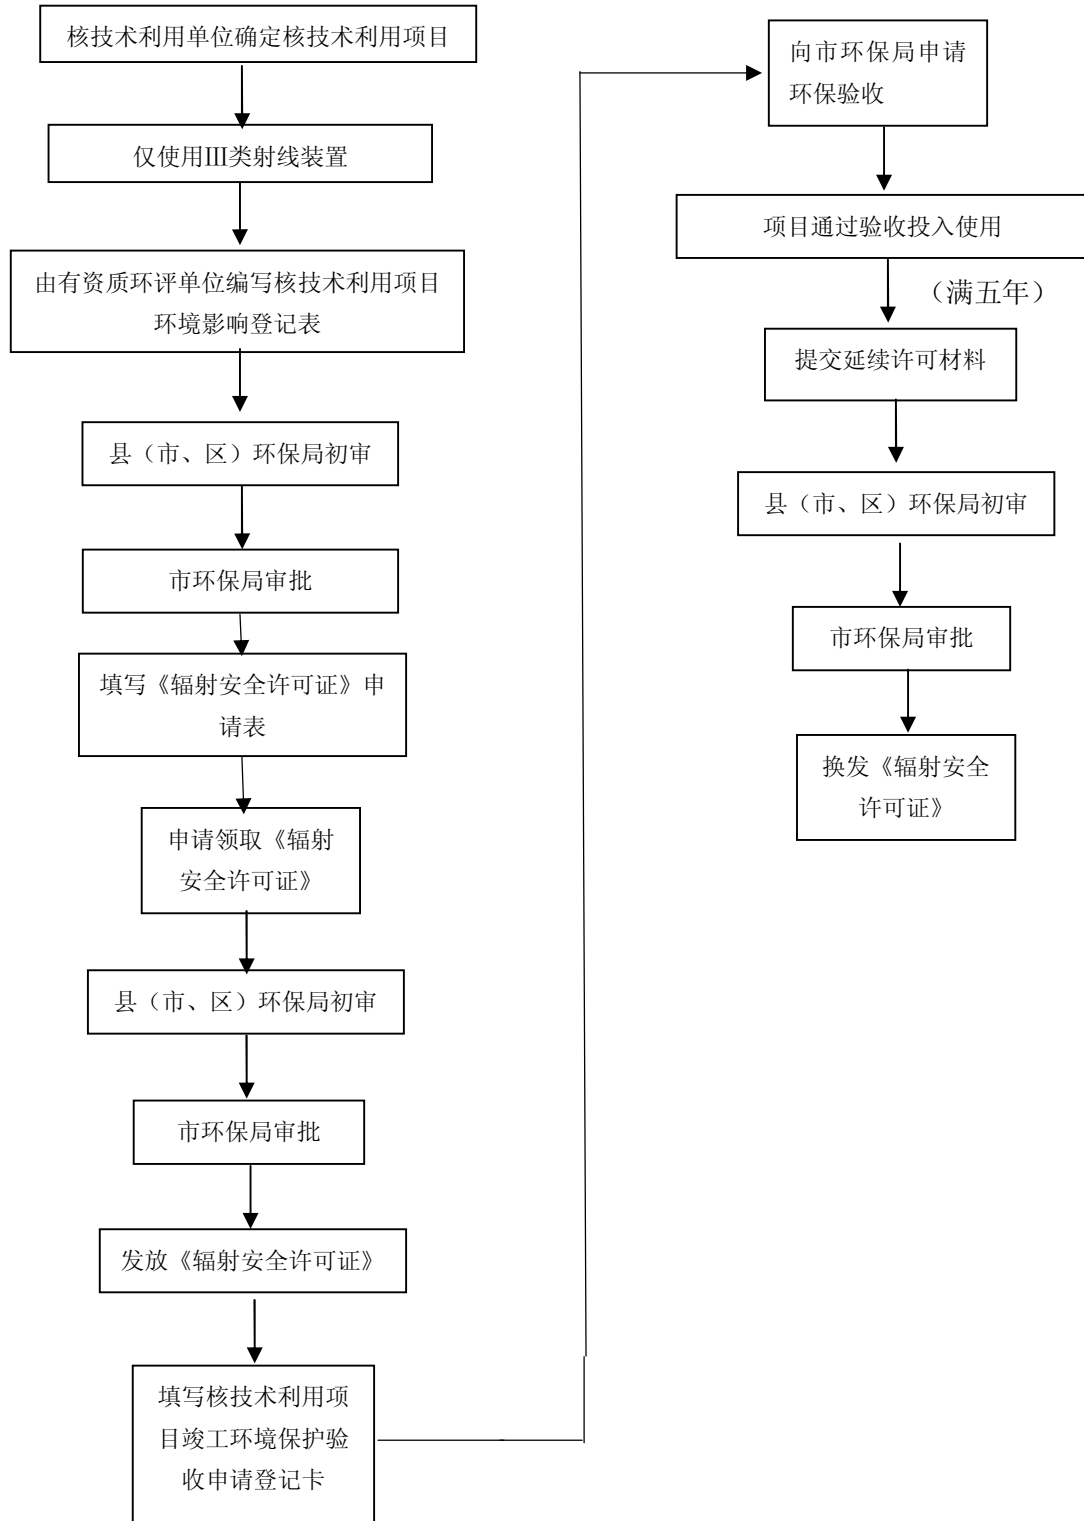 核技术利用单位确定核技术利用项目
仅使用Ⅲ类射线装置
由有资质环评单位编写核技术利用项目
环境影响登记表
县（市、区）环保局初审
市环保局审批
填写《辐射安全许可证》申
请表
申请领取《辐射
安全许可证》
县（市、区）环保局初审
市环保局审批
发放《辐射安全许可证》
填写核技术利用项
目竣工环境保护验
收申请登记卡
向市环保局申请
环保验收
项目通过验收投入使用
（满五年）
提交延续许可材料
县（市、区）环保局初审
市环保局审批
换发《辐射安全
许可证》